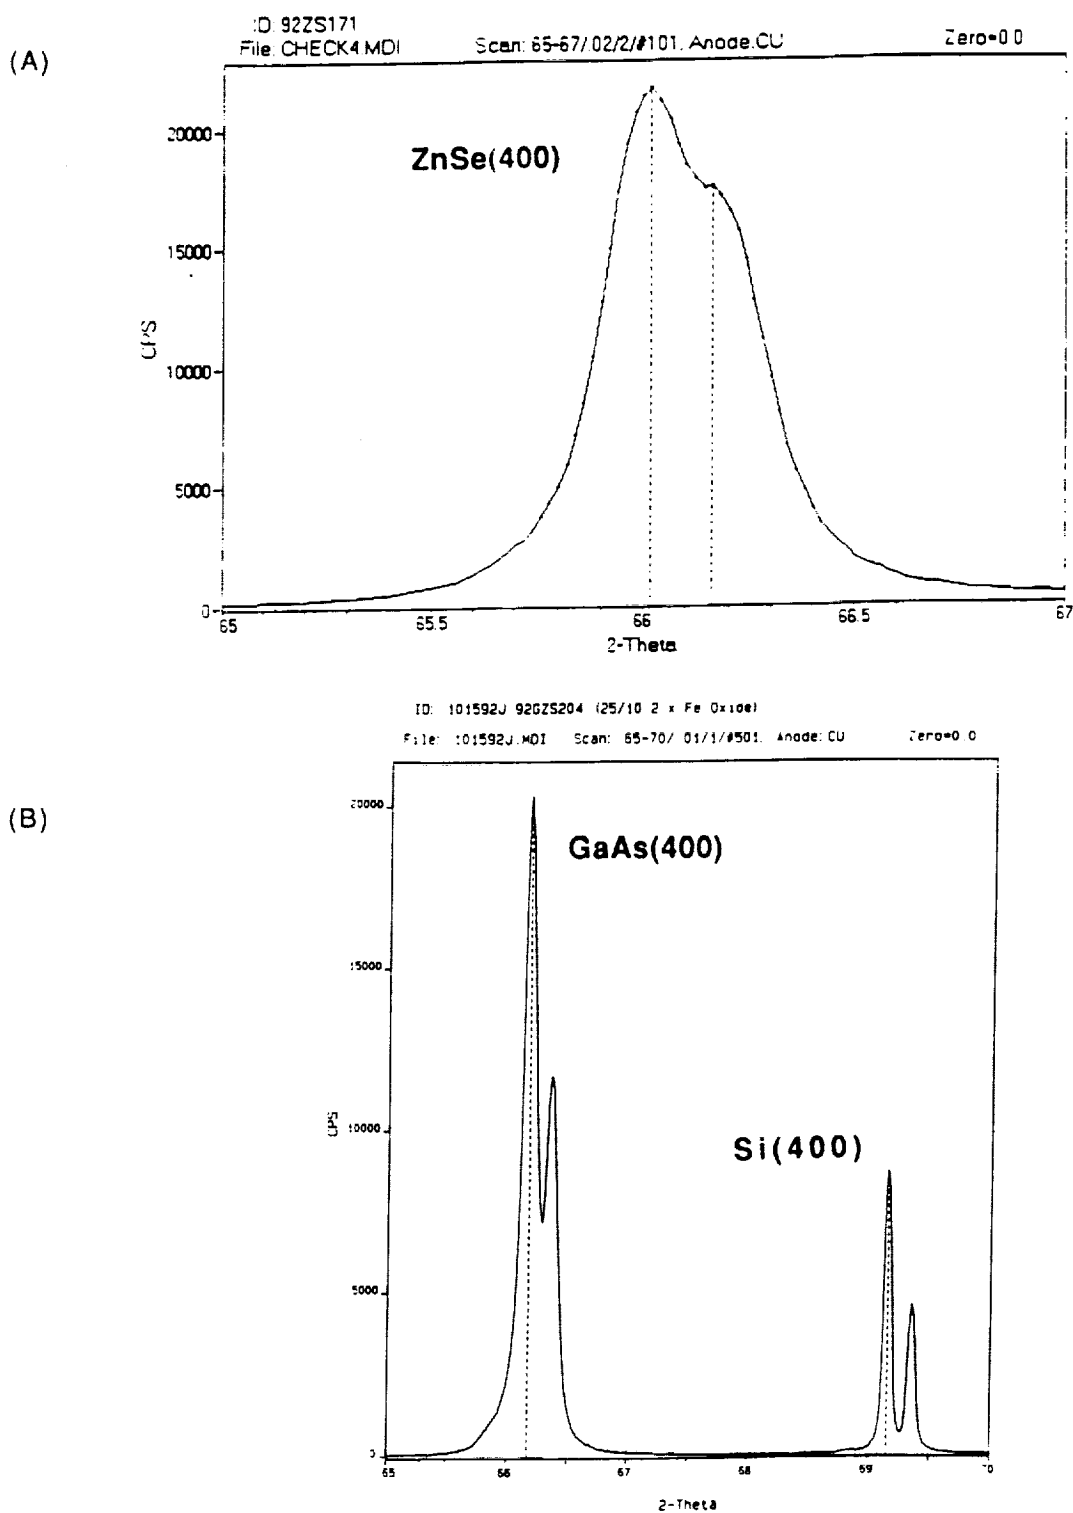 (A)
ID: 92ZS171
File: CHECK4.MDI Scan: 65-67/.02/2/#101, Anode:CU Zero=0.0
ZnSe(400)
20000
15000
10000
5000
0
CPS
65 65.5 66 66.5 67
2-Theta
(B)
ID: 101592J 92GZS204 (25/10 2 x Fe Oxide)
File: 101592J.MDI Scan: 65-70/.01/1/#501, Anode:CU Zero=0.0
GaAs(400)
Si(400)
20000
15000
10000
5000
0
CPS
65 66 67 68 69 70
2-Theta